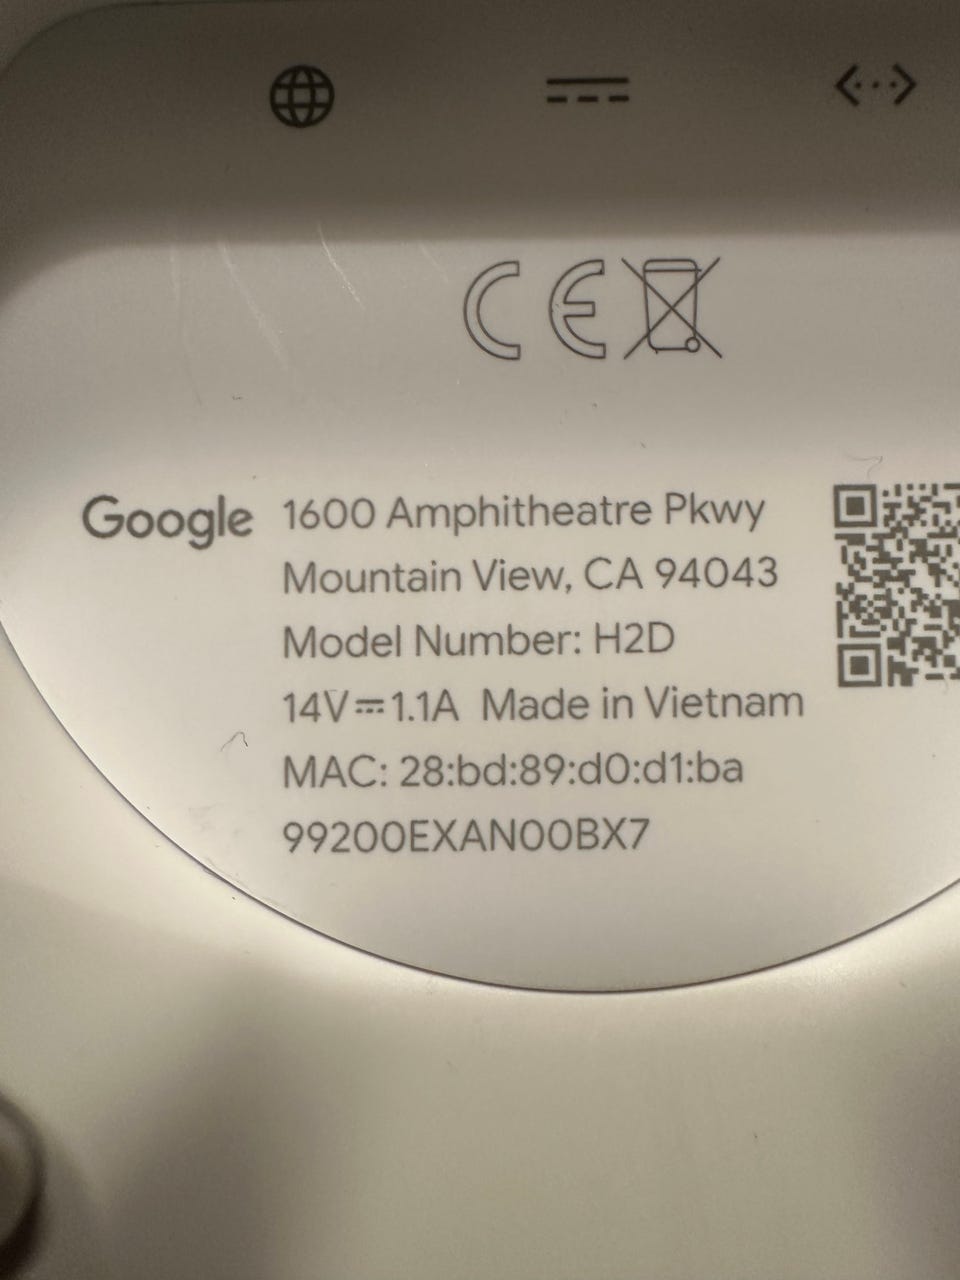 CE
Google 1600 Amphitheatre Pkwy
Mountain View, CA 94043
Model Number: H2D
14V⎓1.1A Made in Vietnam
MAC: 28:bd:89:d0:d1:ba
99200EXAN00BX7